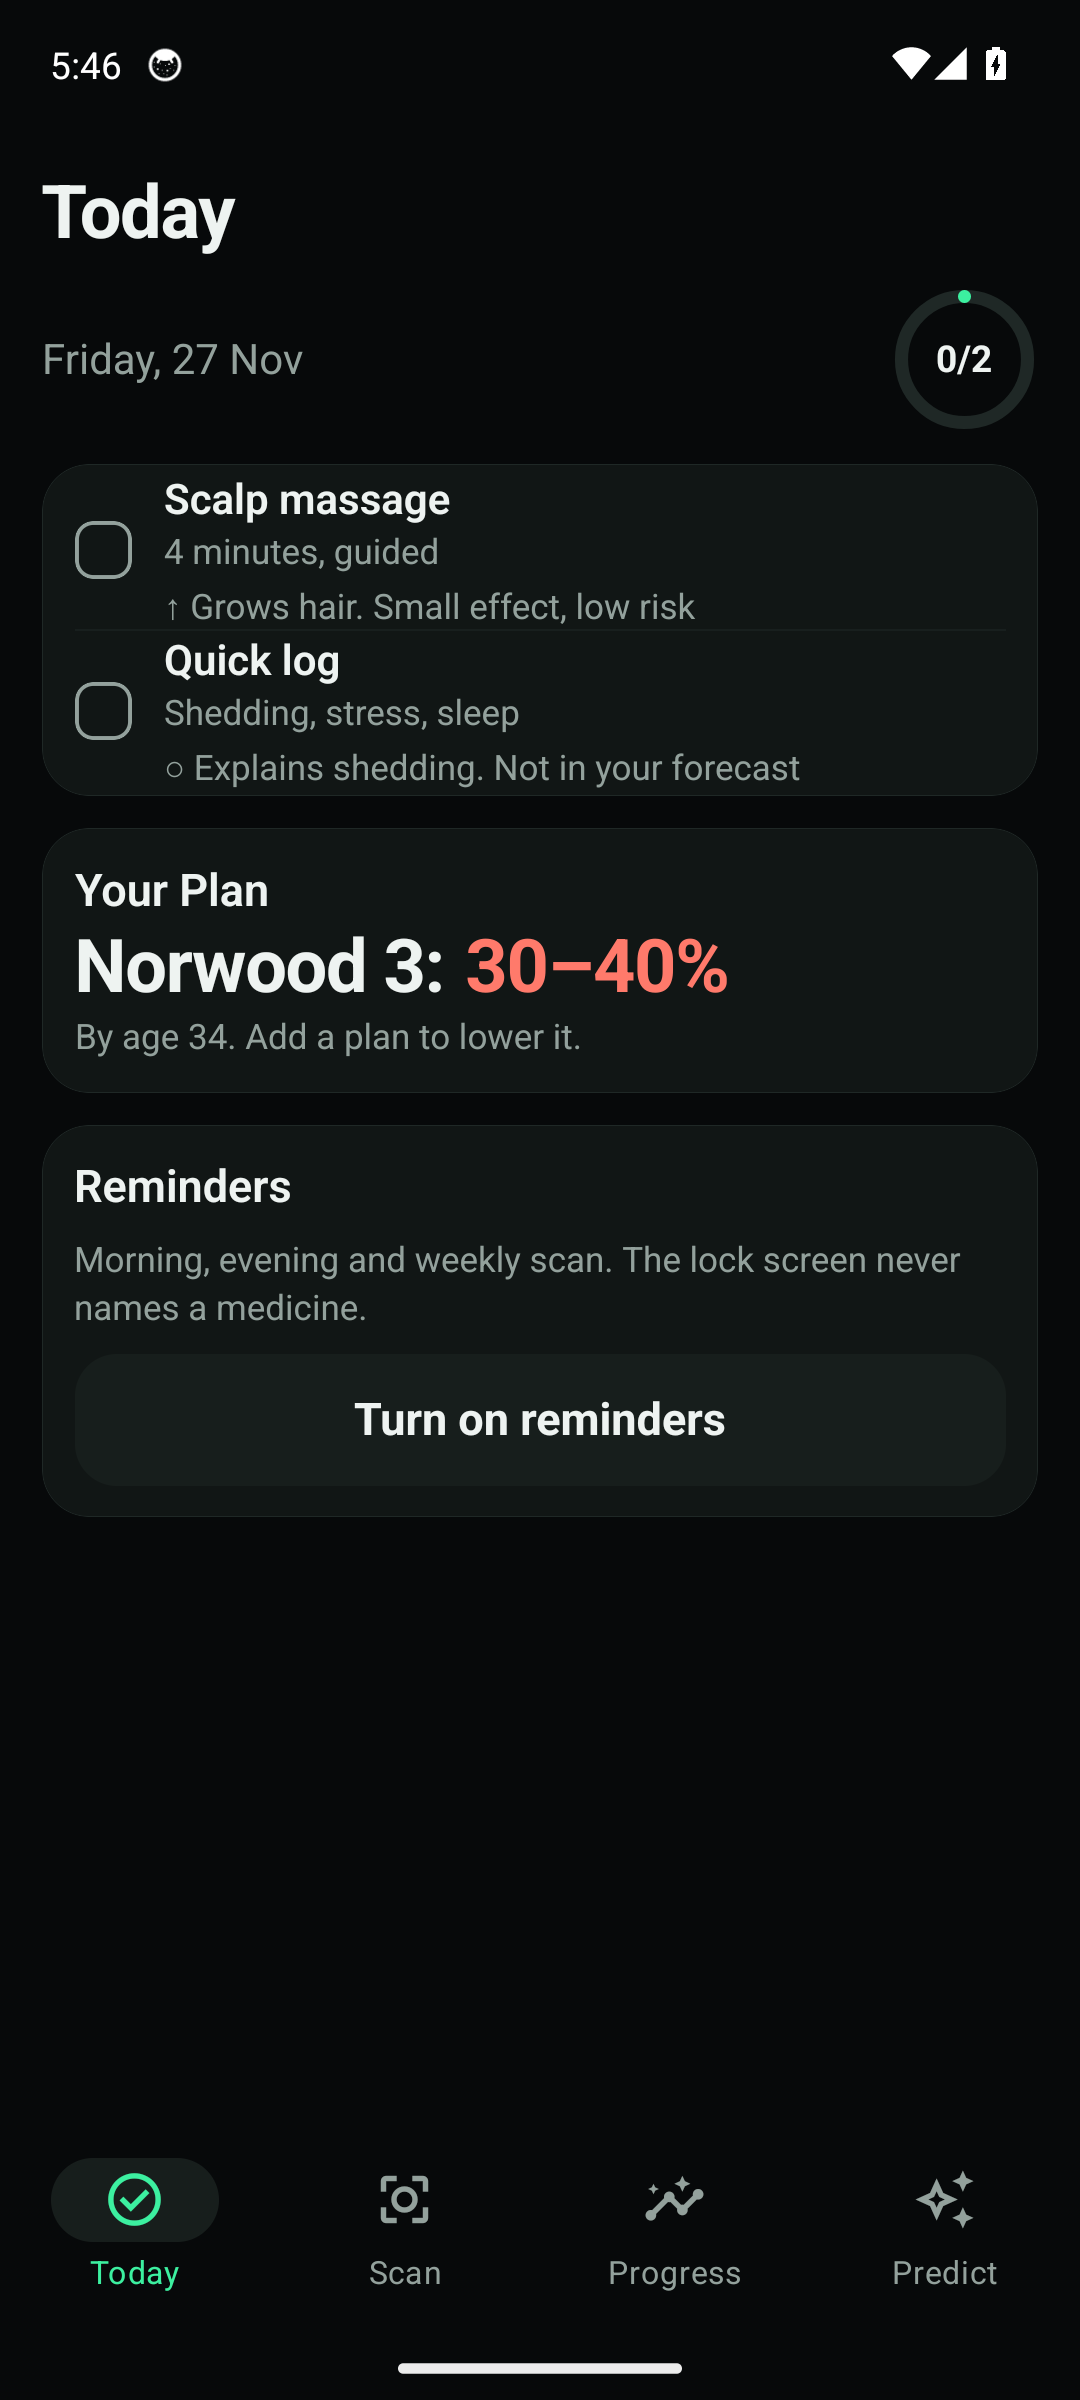 5:46
Today
Friday, 27 Nov
0/2
Scalp massage
4 minutes, guided
↑ Grows hair. Small effect, low risk
Quick log
Shedding, stress, sleep
○ Explains shedding. Not in your forecast
Your Plan
Norwood 3: 30–40%
By age 34. Add a plan to lower it.
Reminders
Morning, evening and weekly scan. The lock screen never
names a medicine.
Turn on reminders
Today
Scan
Progress
Predict